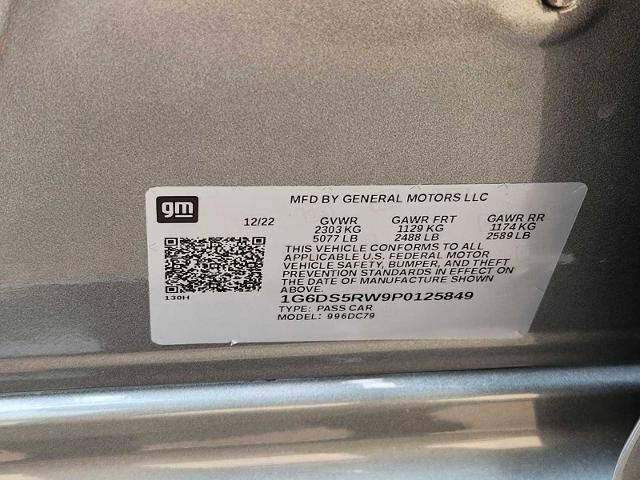 gm
MFD BY GENERAL MOTORS LLC
12/22 GVWR GAWR FRT GAWR RR
2303 KG 1129 KG 1174 KG
5077 LB 2488 LB 2589 LB
THIS VEHICLE CONFORMS TO ALL
APPLICABLE U.S. FEDERAL MOTOR
VEHICLE SAFETY, BUMPER, AND THEFT
PREVENTION STANDARDS IN EFFECT ON
THE DATE OF MANUFACTURE SHOWN
ABOVE.
130H
1G6DS5RW9P0125849
TYPE: PASS CAR
MODEL: 996DC79